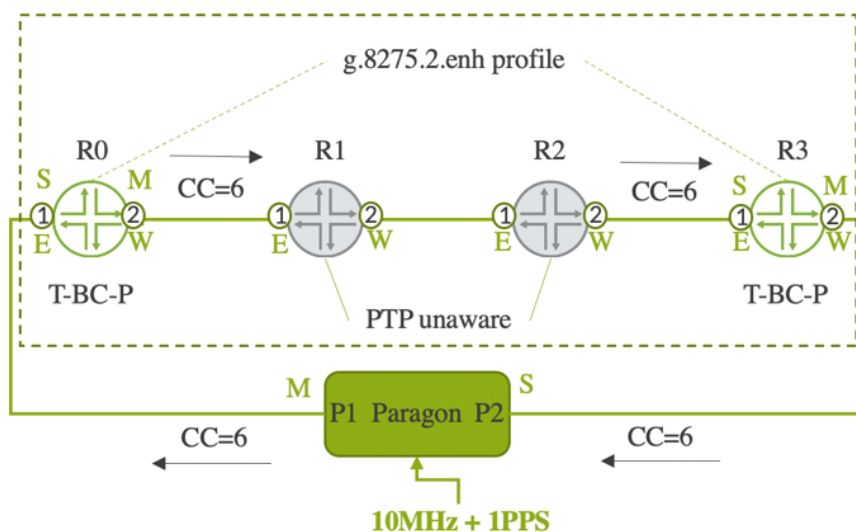 g.8275.2.enh profile
R0 R1 R2 R3
S M CC=6 CC=6 S M
1 2 1 2 1 2 1 2
E W E W E W E W
T-BC-P T-BC-P
PTP unaware
M S
P1 Paragon P2
CC=6 CC=6
10MHz + 1PPS